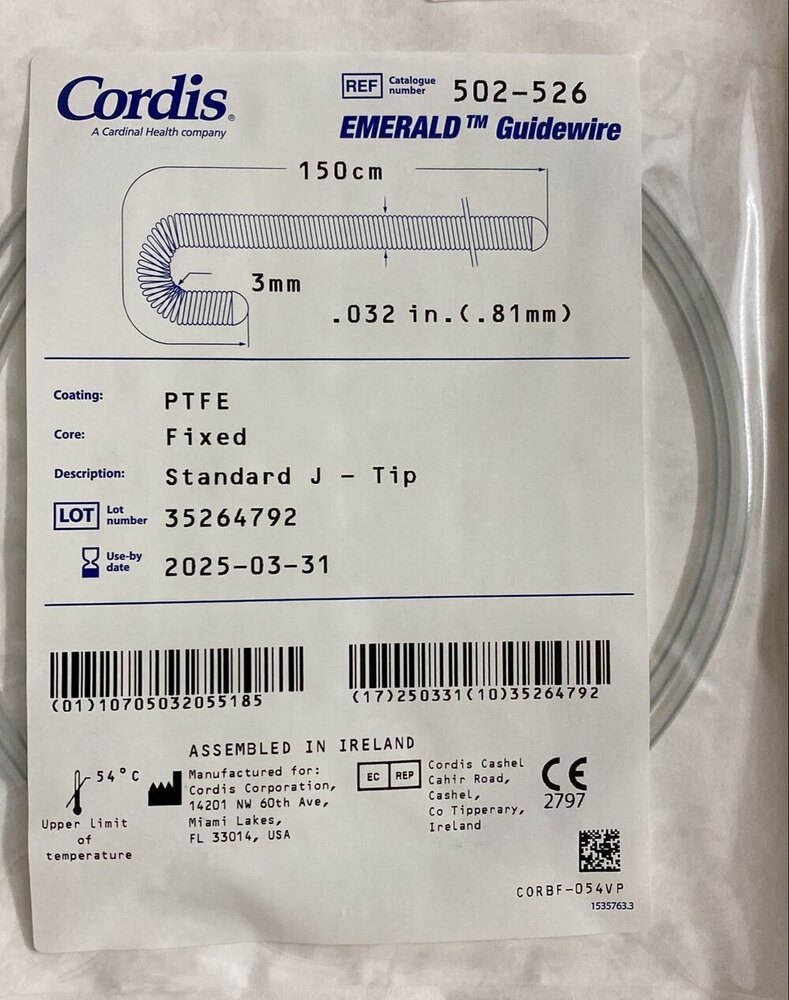 Cordis®
A Cardinal Health company
REF Catalogue number 502-526
EMERALD™ Guidewire
150cm
3mm
.032 in.(.81mm)
Coating: PTFE
Core: Fixed
Description: Standard J - Tip
LOT Lot number 35264792
Use-by date 2025-03-31
(01)10705032055185
(17)250331(10)35264792
ASSEMBLED IN IRELAND
54°C
Upper limit
of
temperature
Manufactured for:
Cordis Corporation,
14201 NW 60th Ave,
Miami Lakes,
FL 33014, USA
EC REP
Cordis Cashel
Cahir Road,
Cashel,
Co Tipperary,
Ireland
CE
2797
CORBF-054VP
1535763.3